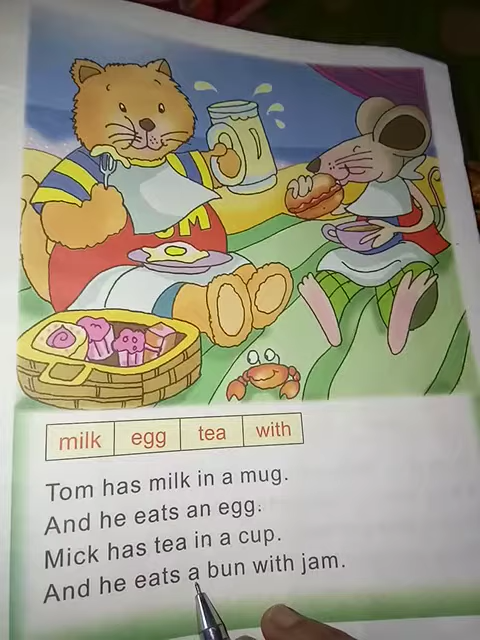 OM
milk egg tea with
Tom has milk in a mug.
And he eats an egg.
Mick has tea in a cup.
And he eats a bun with jam.